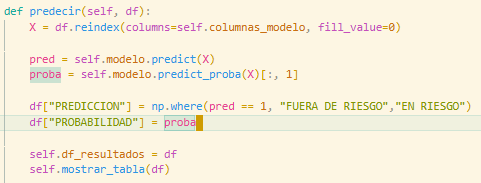 def predecir(self, df):
    X = df.reindex(columns=self.columnas_modelo, fill_value=0)
    pred = self.modelo.predict(X)
    proba = self.modelo.predict_proba(X)[:, 1]
    df["PREDICCION"] = np.where(pred == 1, "FUERA DE RIESGO","EN RIESGO")
    df["PROBABILIDAD"] = proba
    self.df_resultados = df
    self.mostrar_tabla(df)